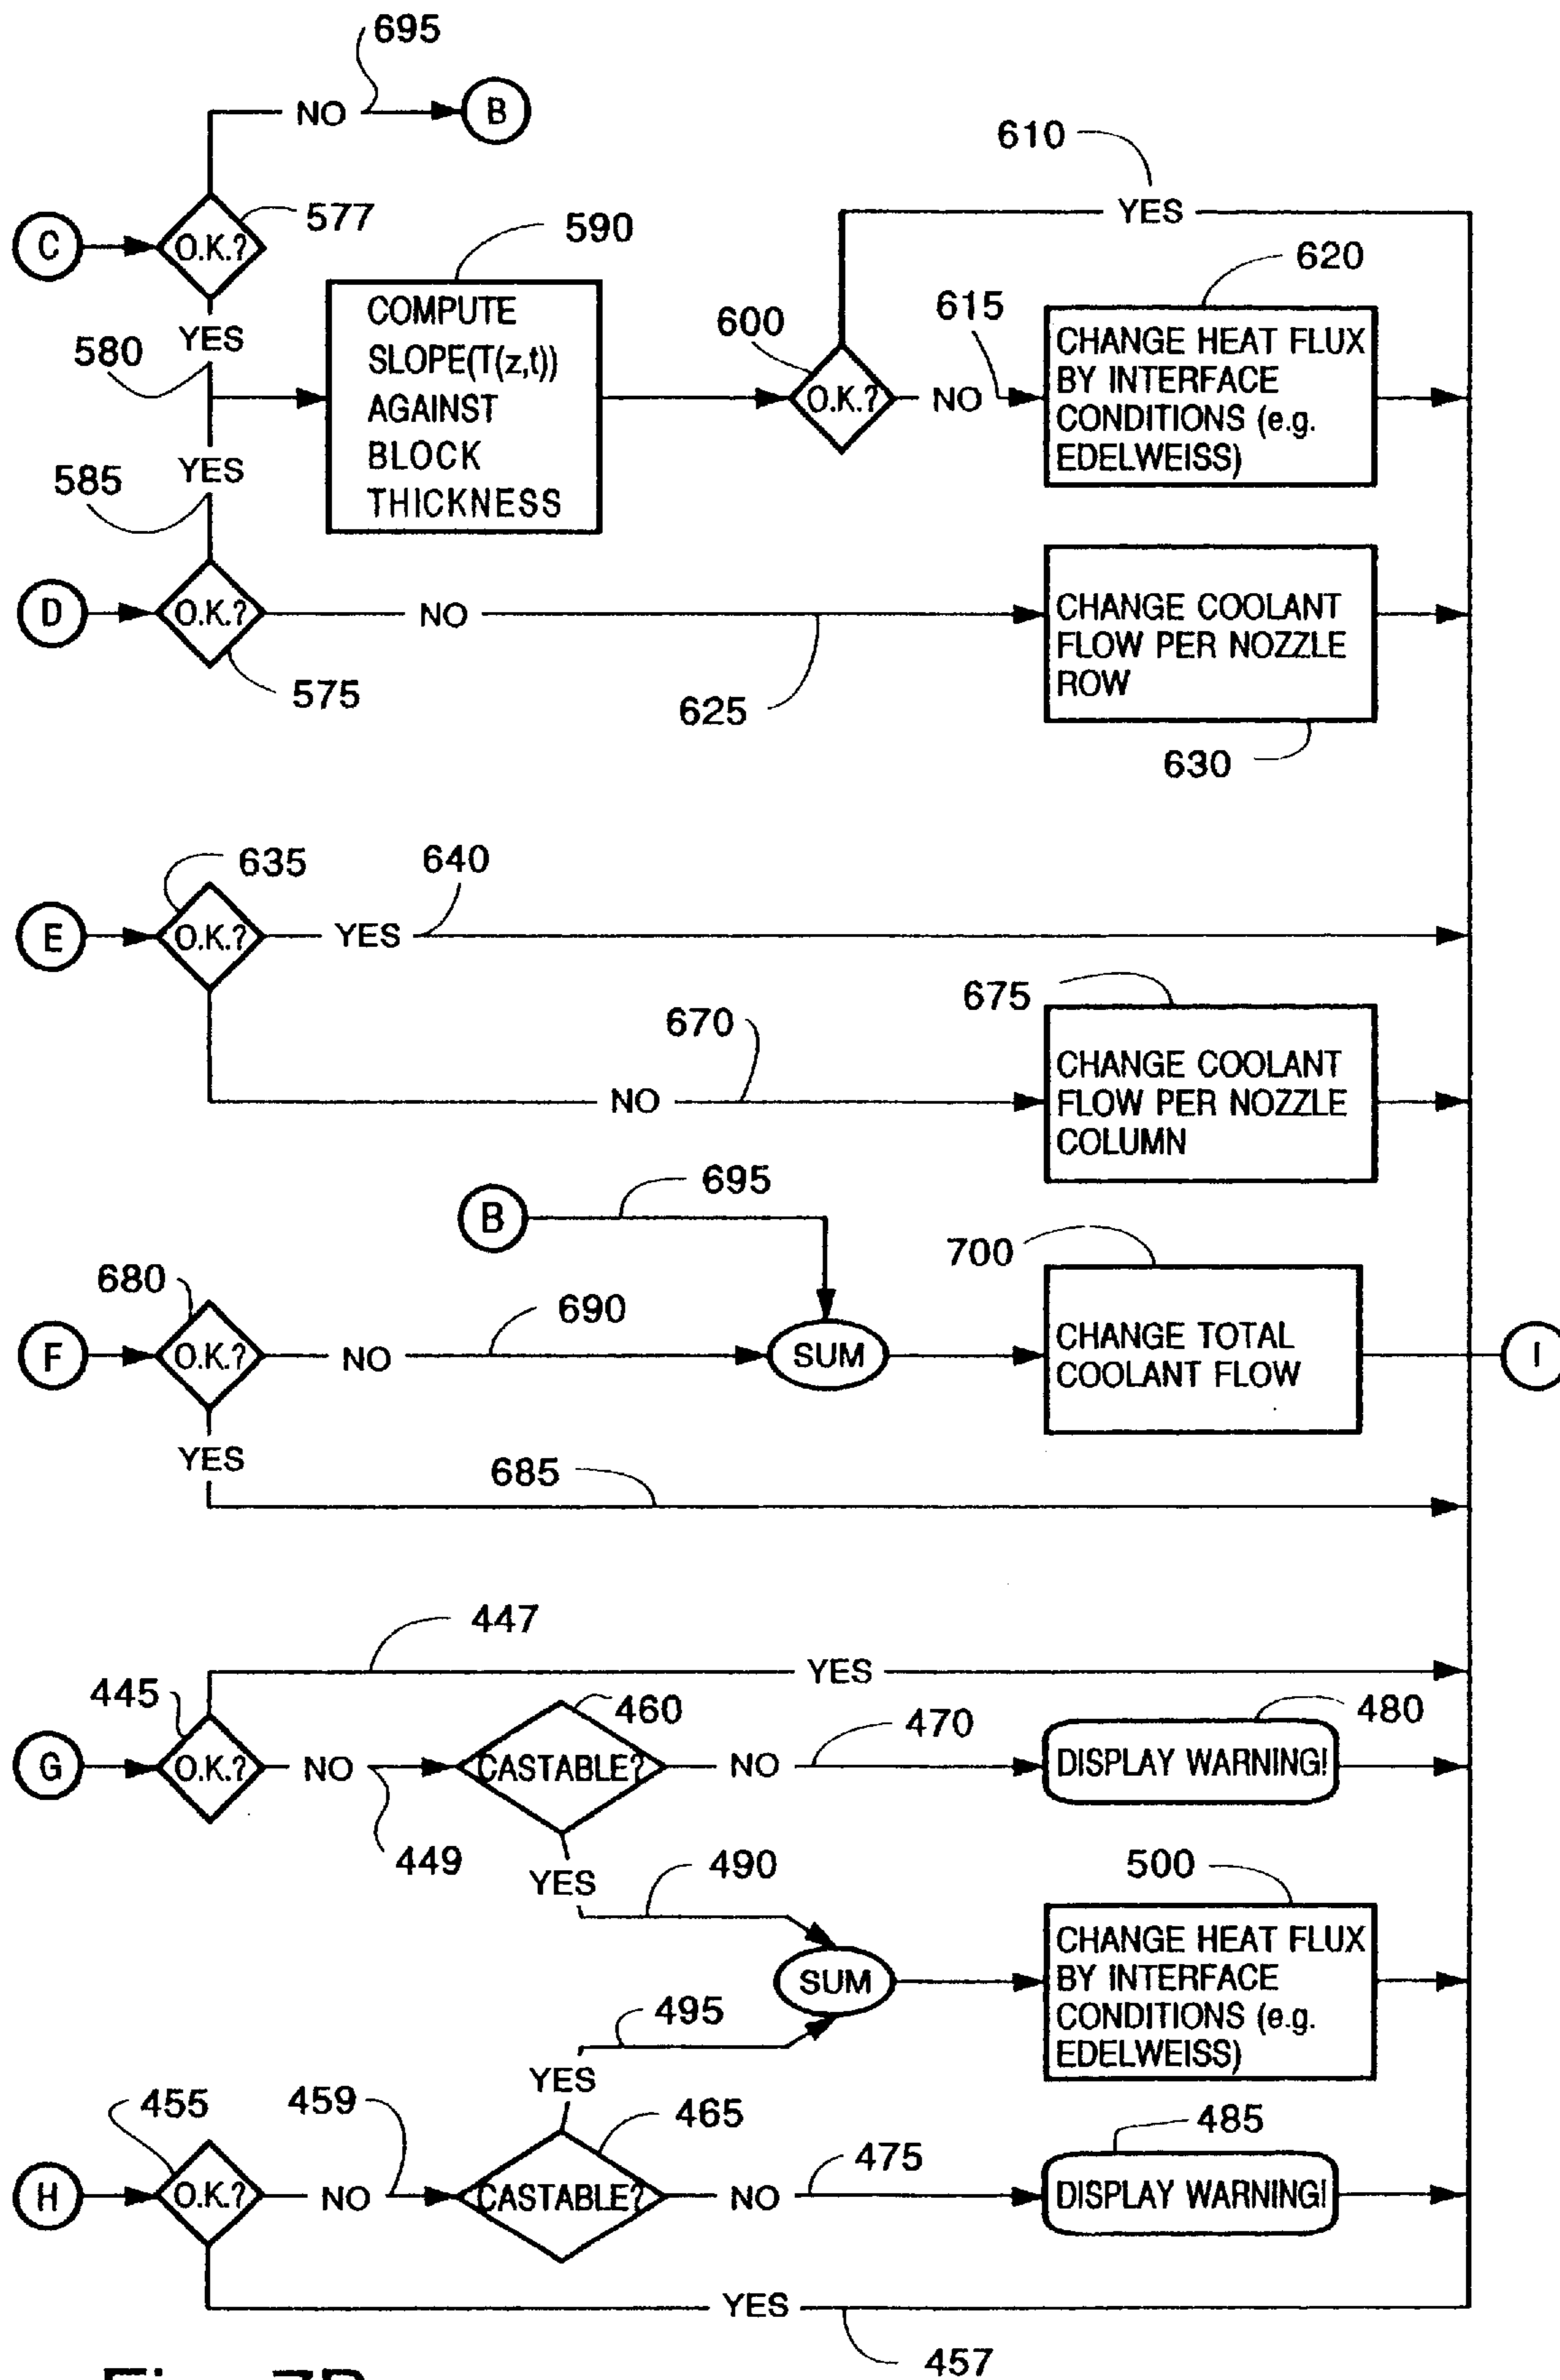 695
NO
B
610
YES
C
O.K.?
577
590
YES
580
COMPUTE
SLOPE(T(z,t))
AGAINST
BLOCK
THICKNESS
600
O.K.?
NO
615
620
CHANGE HEAT FLUX
BY INTERFACE
CONDITIONS (e.g.
EDELWEISS)
YES
585
D
O.K.?
575
NO
625
CHANGE COOLANT
FLOW PER NOZZLE
ROW
630
635
640
E
O.K.?
YES
670
NO
675
CHANGE COOLANT
FLOW PER NOZZLE
COLUMN
B
695
680
F
O.K.?
NO
690
SUM
700
CHANGE TOTAL
COOLANT FLOW
I
YES
685
447
YES
445
G
O.K.?
NO
449
460
CASTABLE?
NO
470
480
DISPLAY WARNING!
YES
490
SUM
500
CHANGE HEAT FLUX
BY INTERFACE
CONDITIONS (e.g.
EDELWEISS)
495
YES
455
H
O.K.?
459
NO
465
CASTABLE?
NO
475
485
DISPLAY WARNING!
YES
457